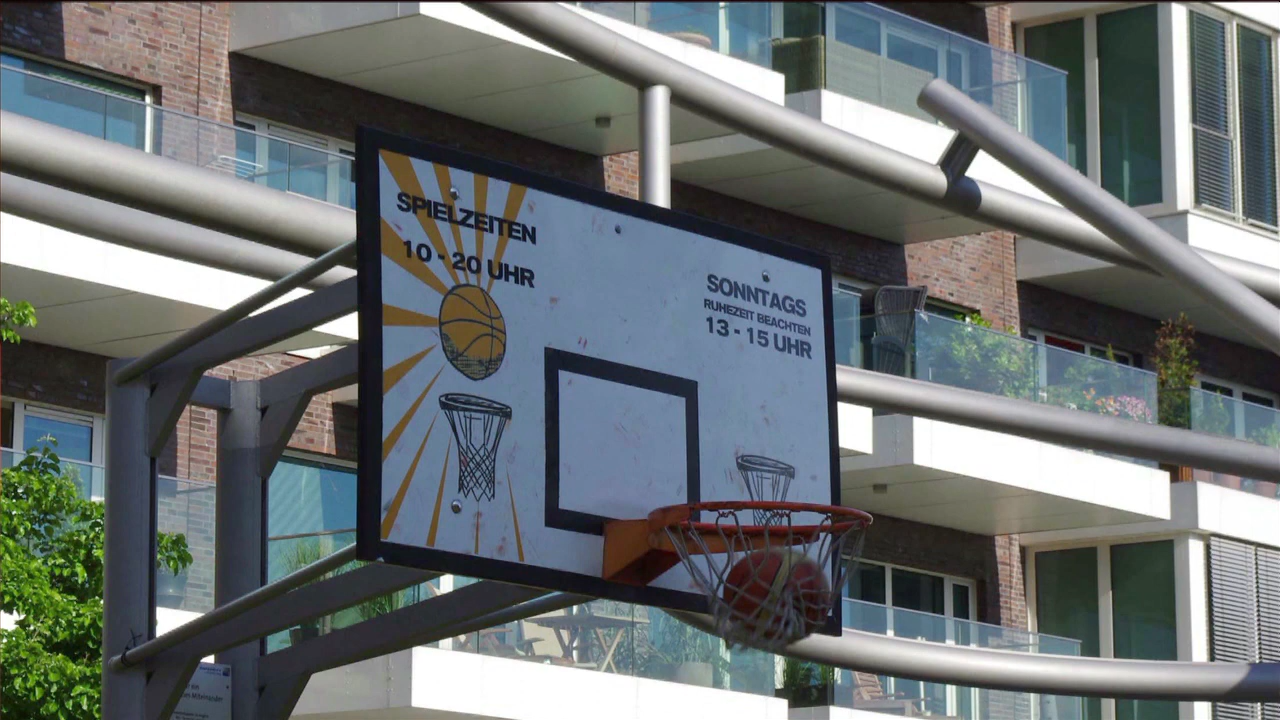 SPIELZEITEN
10 - 20 UHR
SONNTAGS
RUHEZEIT BEACHTEN
13 - 15 UHR